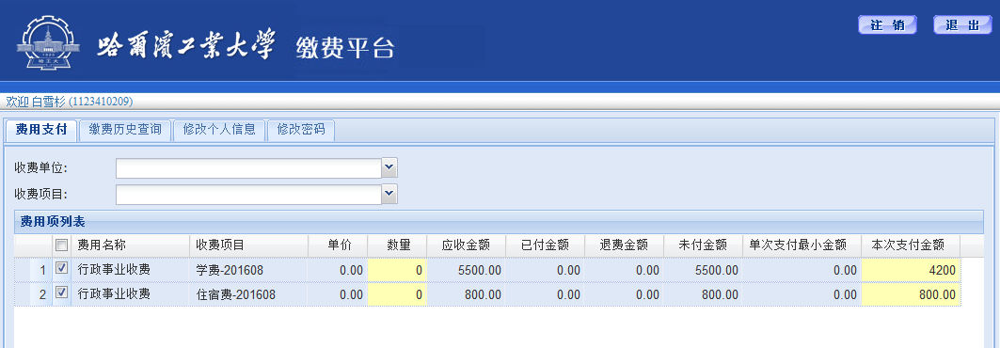 哈爾濱工業大學 缴费平台 注 销 退 出
欢迎 白雪杉 (1123410209)
费用支付 缴费历史查询 修改个人信息 修改密码
收费单位:
收费项目:
费用项列表
费用名称 收费项目 单价 数量 应收金额 已付金额 退费金额 未付金额 单次支付最小金额 本次支付金额
1 行政事业收费 学费-201608 0.00 0 5500.00 0.00 0.00 5500.00 0.00 4200
2 行政事业收费 住宿费-201608 0.00 0 800.00 0.00 0.00 800.00 0.00 800.00